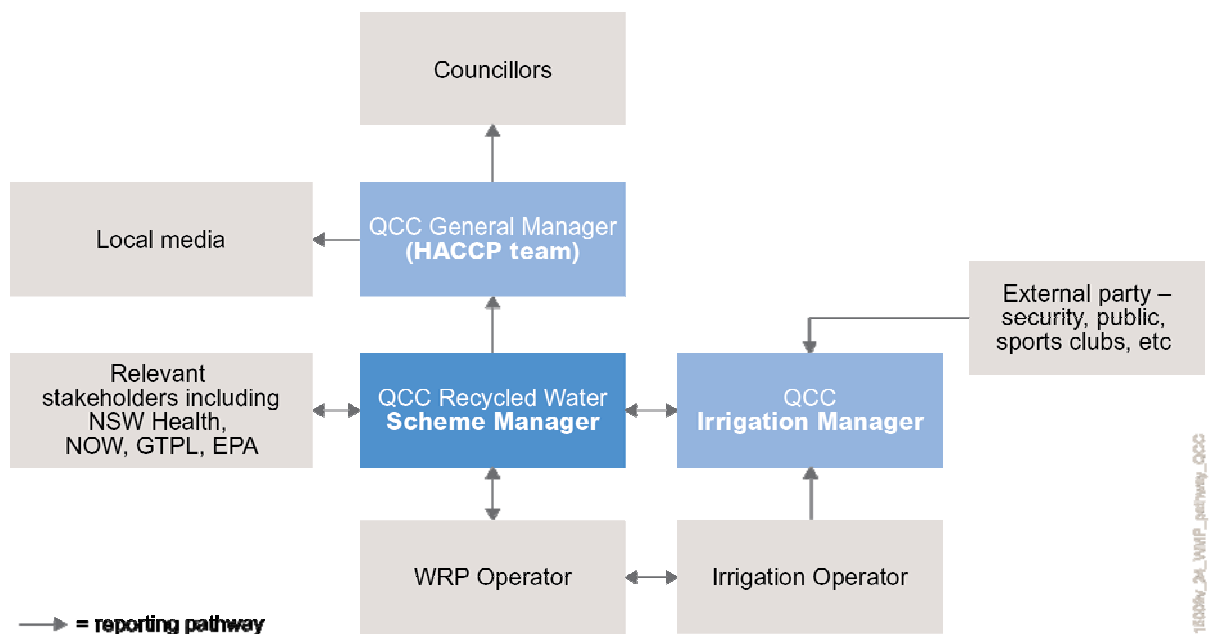 Councillors
Local media
QCC General Manager
(HACCP team)
External party –
security, public,
sports clubs, etc
Relevant
stakeholders including
NSW Health,
NOW, GTPL, EPA
QCC Recycled Water
Scheme Manager
QCC
Irrigation Manager
WRP Operator
Irrigation Operator
= reporting pathway